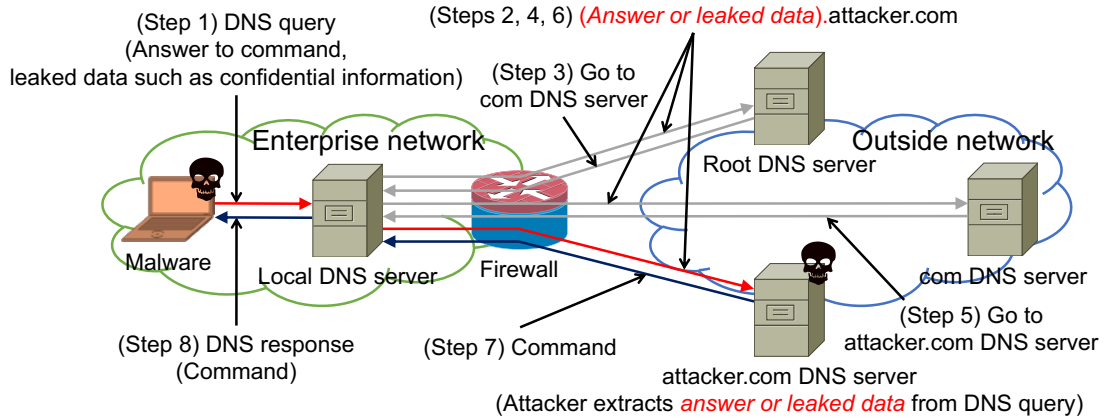 (Step 1) DNS query
(Answer to command,
leaked data such as confidential information)
(Steps 2, 4, 6) (Answer or leaked data).attacker.com
(Step 3) Go to
com DNS server
Enterprise network
Outside network
Root DNS server
Malware
Local DNS server
Firewall
com DNS server
(Step 8) DNS response
(Command)
(Step 7) Command
(Step 5) Go to
attacker.com DNS server
attacker.com DNS server
(Attacker extracts answer or leaked data from DNS query)